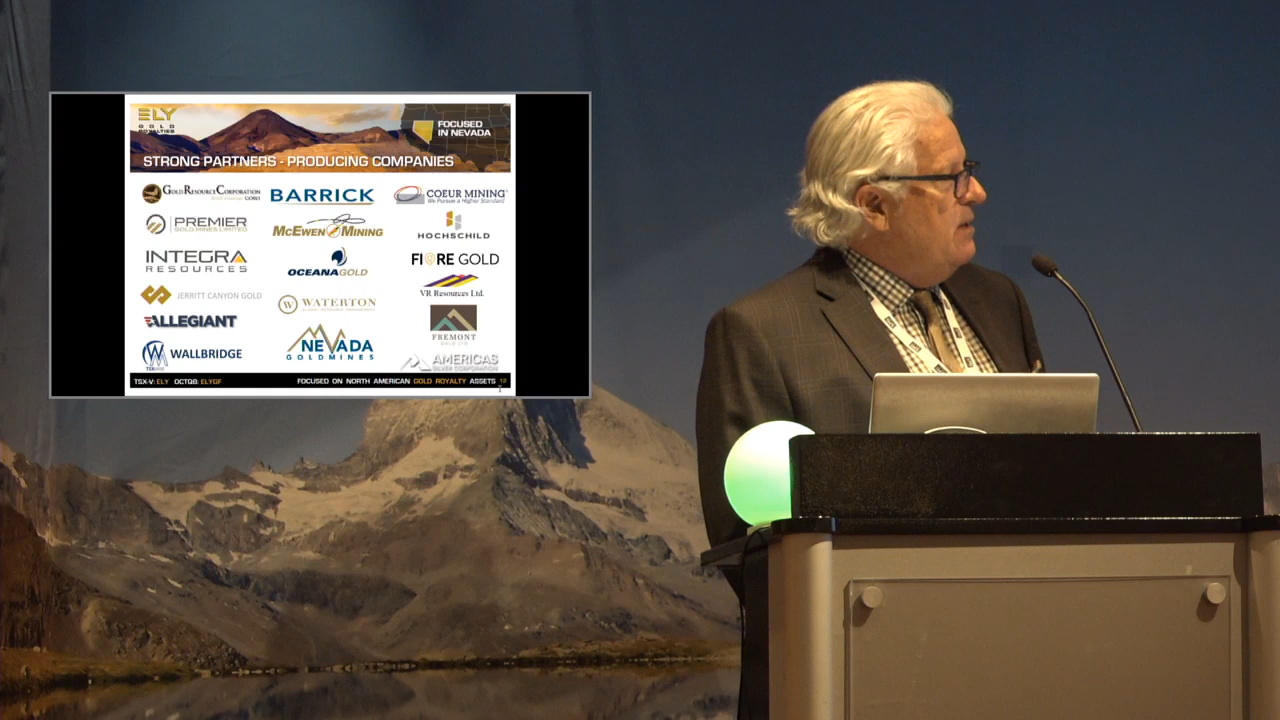 ELY
GOLD
ROYALTIES
FOCUSED
IN NEVADA
STRONG PARTNERS - PRODUCING COMPANIES
GOLD RESOURCE CORPORATION
GORO
BARRICK
COEUR MINING
We Pursue a Higher Standard
PREMIER
GOLD MINES LIMITED
MCEWEN MINING
HOCHSCHILD
INTEGRA
RESOURCES
OCEANAGOLD
FIORE GOLD
JERRITT CANYON GOLD
W WATERTON
VR Resources Ltd.
ALLEGIANT
FREMONT
GOLD LTD
WALLBRIDGE
NEVADA
GOLDMINES
AMERICAS
SILVER CORPORATION
TSX-V: ELY OCTQB: ELYGF
FOCUSED ON NORTH AMERICAN GOLD ROYALTY ASSETS